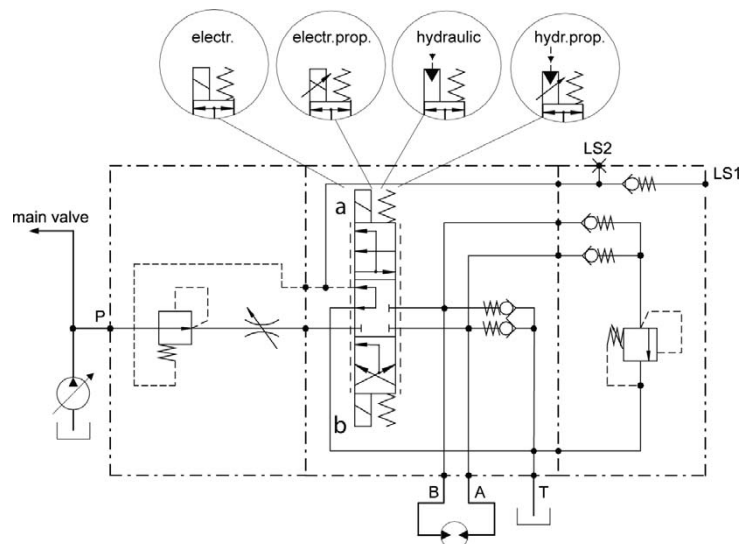 electr.
electr.prop.
hydraulic
hydr.prop.
LS2
LS1
a
main valve
P
b
B
A
T